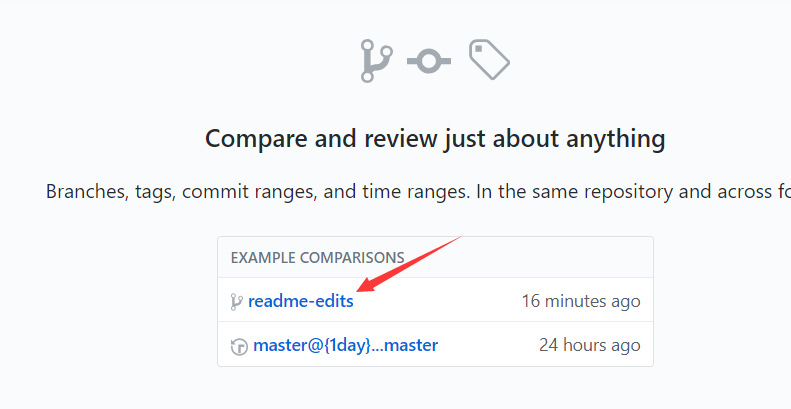 Compare and review just about anything
Branches, tags, commit ranges, and time ranges. In the same repository and across fo
EXAMPLE COMPARISONS
readme-edits 16 minutes ago
master@{1day}...master 24 hours ago